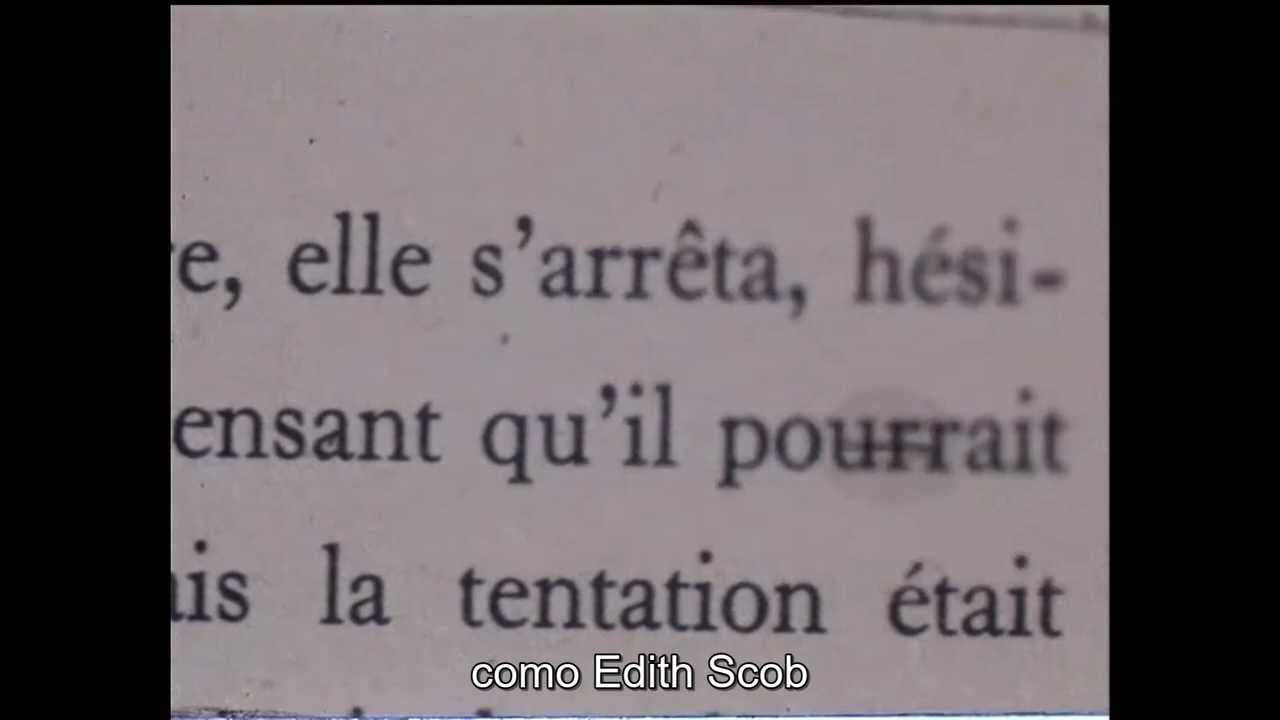 e, elle s'arrêta, hési-
ensant qu'il pourrait
is la tentation était
como Edith Scob